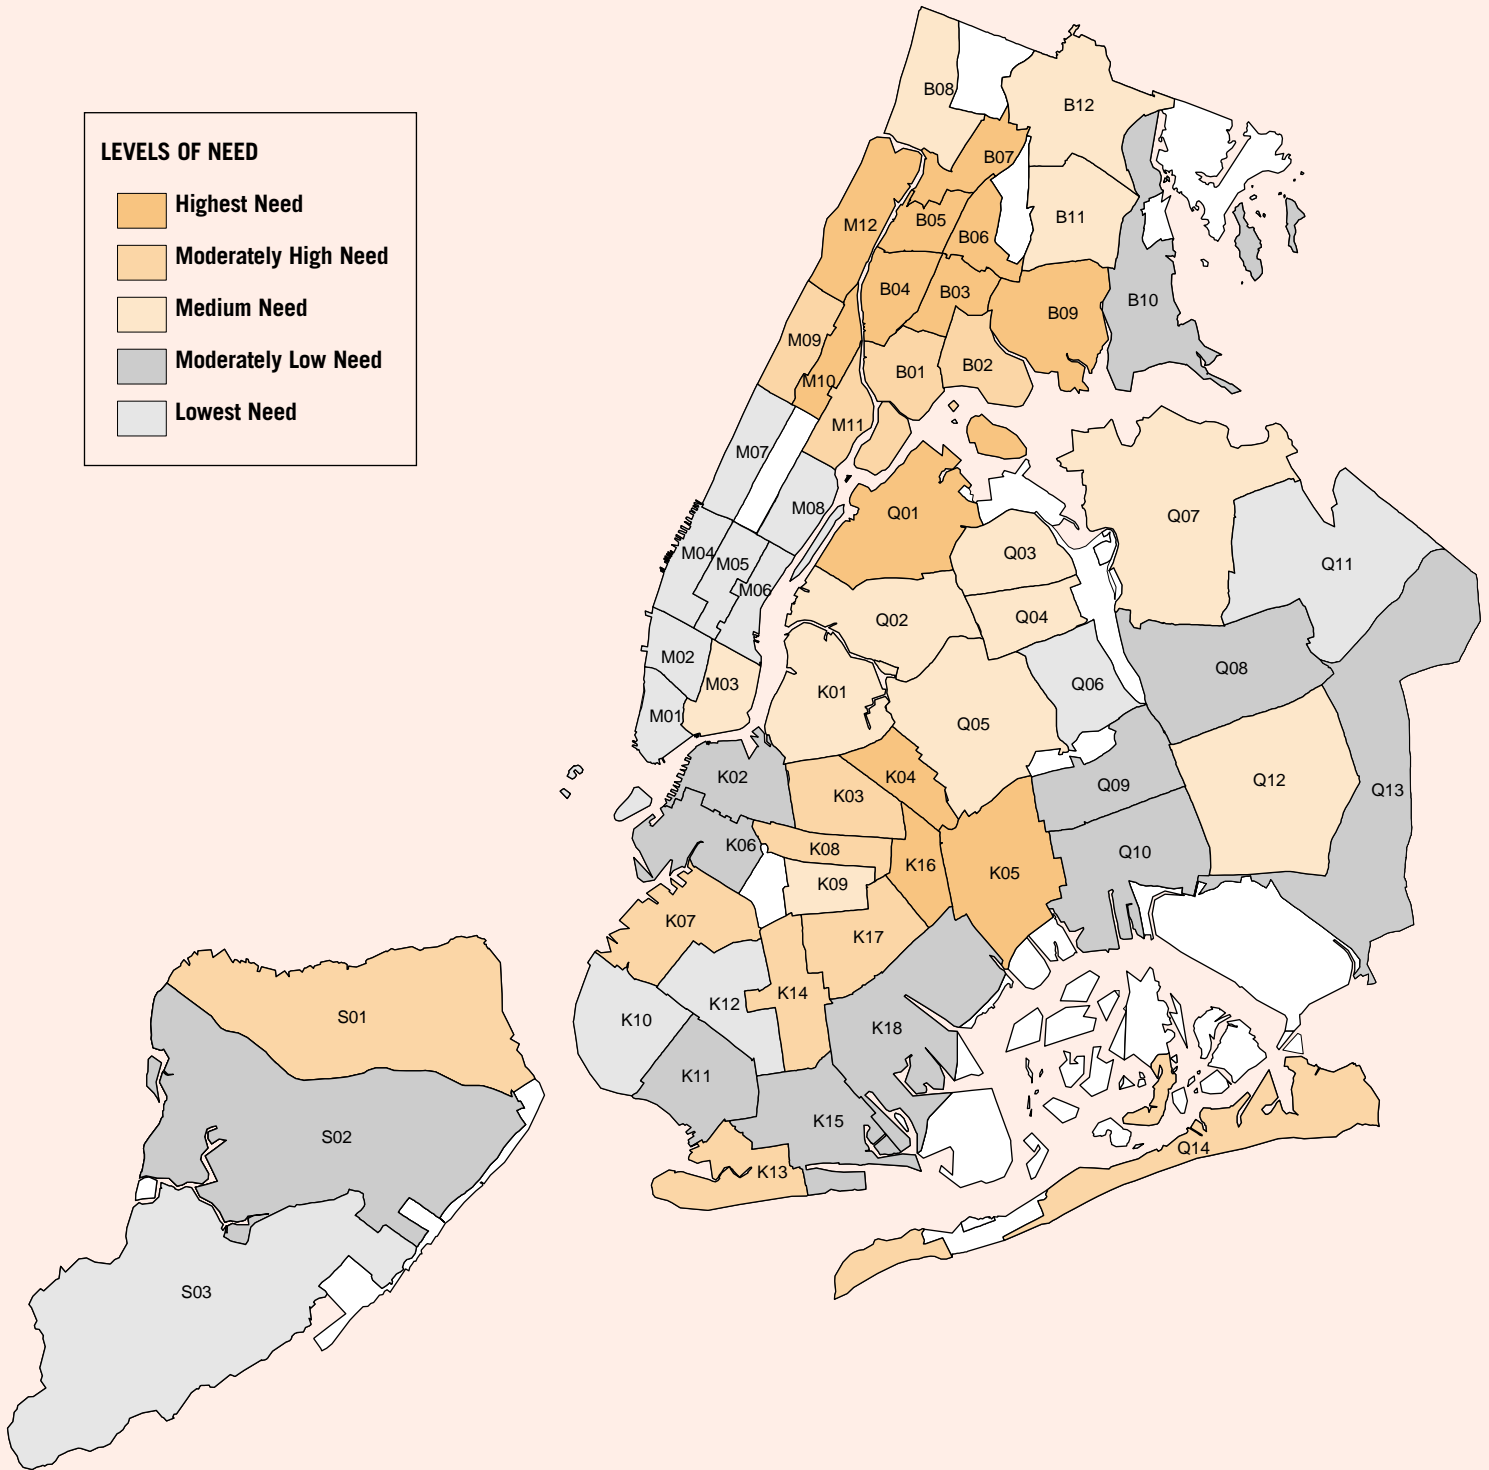 LEVELS OF NEED
Highest Need
Moderately High Need
Medium Need
Moderately Low Need
Lowest Need
B08
B12
B07
M12
B05
B11
B06
B04
B03
B10
B09
M09
B02
B01
M10
M11
M07
M08
Q01
Q07
M04
Q03
M05
Q11
M06
Q04
Q02
M02
Q08
M03
Q06
K01
M01
Q05
K02
K04
Q12
Q09
Q13
K03
K06
K08
Q10
K16
K05
K09
K07
K17
K14
K12
S01
K10
K18
K11
K15
S02
Q14
K13
S03